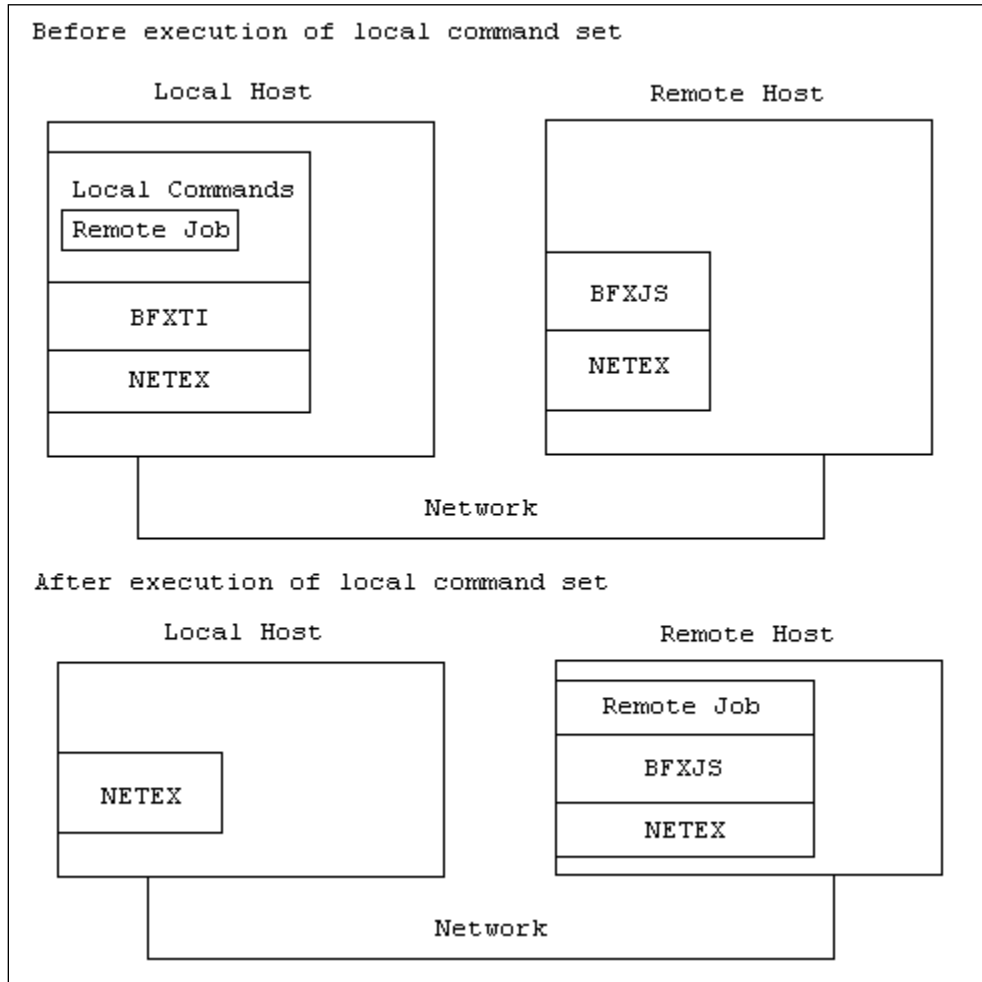 Before execution of local command set
Local Host
Remote Host
Local Commands
Remote Job
BFXTI
NETEX
BFXJS
NETEX
Network
After execution of local command set
Local Host
Remote Host
NETEX
Remote Job
BFXJS
NETEX
Network